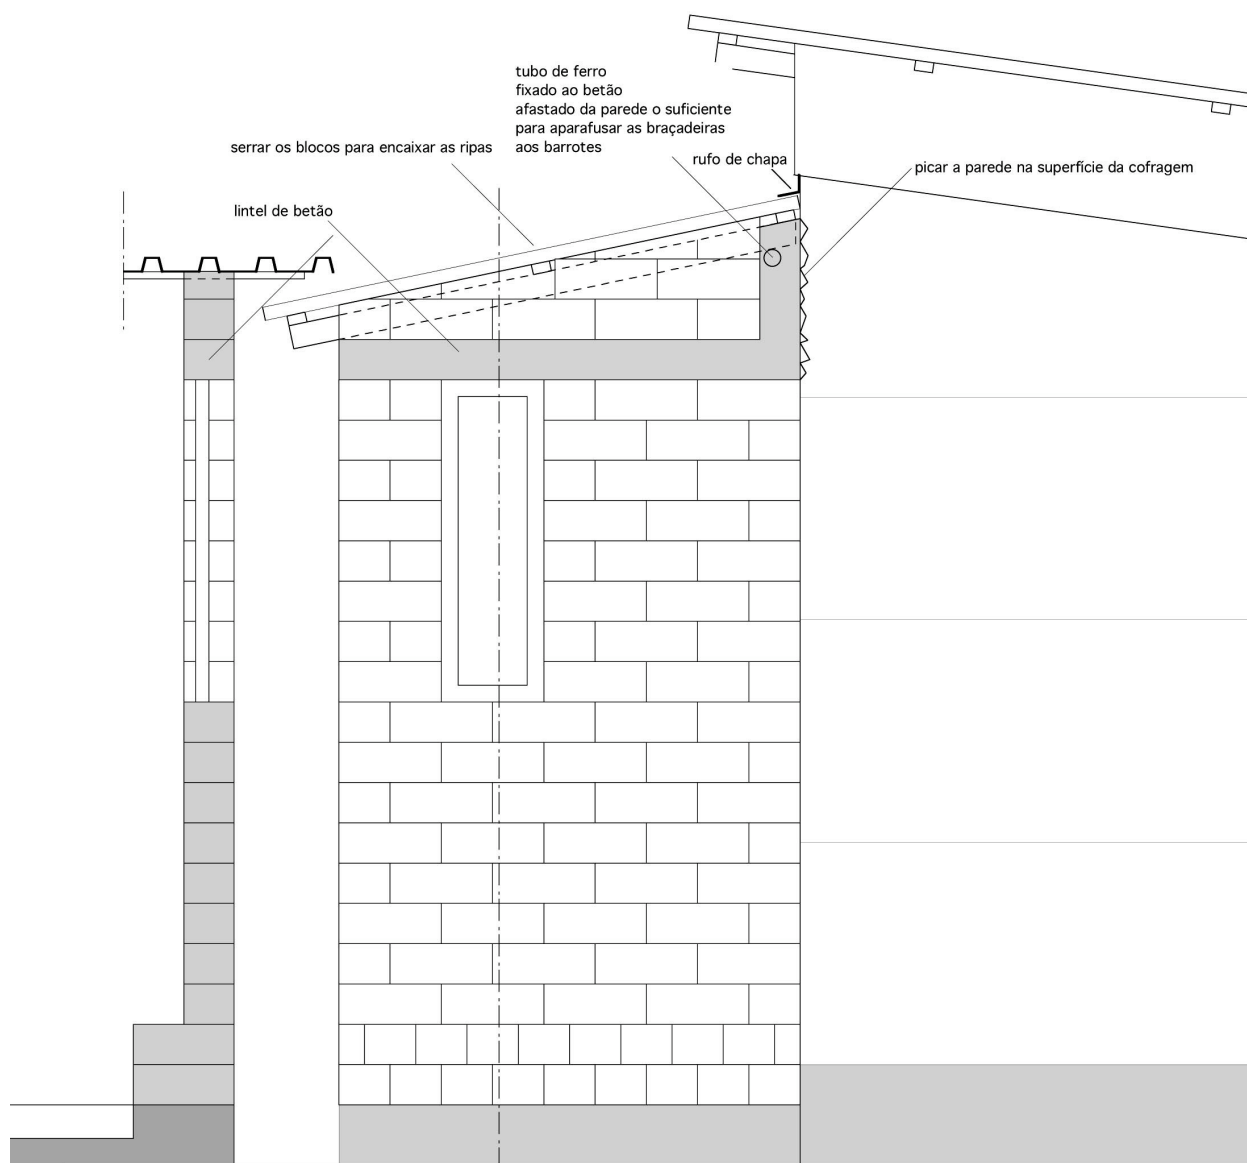 tubo de ferro
fixado ao betão
afastado da parede o suficiente
para aparafusar as braçadeiras
aos barrotes
serrar os blocos para encaixar as ripas
rufo de chapa
picar a parede na superfície da cofragem
lintel de betão